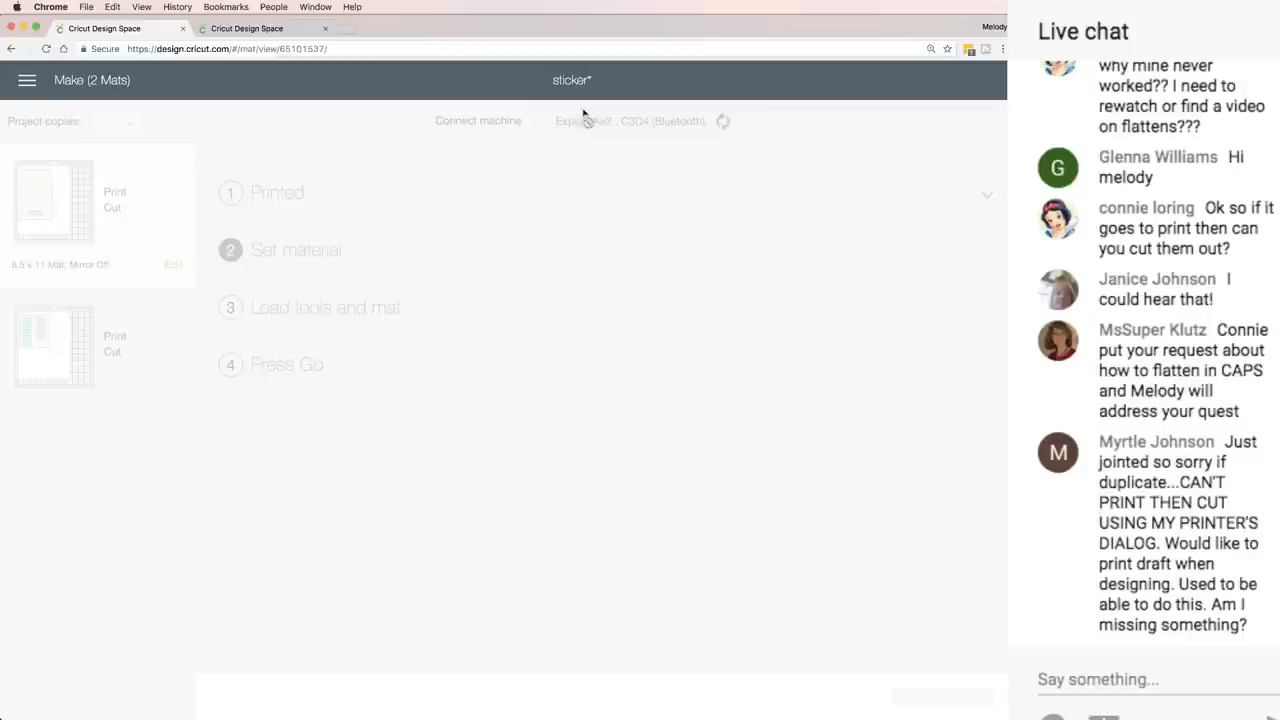 Chrome File Edit View History Bookmarks People Window Help
Cricut Design Space × Cricut Design Space × Melody
Secure https://design.cricut.com/#/mat/view/65101537/
Make (2 Mats) sticker*
Project copies: Connect machine C3D4 (Bluetooth)
1 Printed
Print
Cut
2 Set material
8.5 x 11 Mat; Mirror Off Edit
3 Load tools and mat
Print
Cut
4 Press Go
Live chat
why mine never
worked?? I need to
rewatch or find a video
on flattens???
G Glenna Williams Hi
melody
connie loring Ok so if it
goes to print then can
you cut them out?
Janice Johnson I
could hear that!
MsSuper Klutz Connie
put your request about
how to flatten in CAPS
and Melody will
address your quest
M Myrtle Johnson Just
jointed so sorry if
duplicate...CAN'T
PRINT THEN CUT
USING MY PRINTER'S
DIALOG. Would like to
print draft when
designing. Used to be
able to do this. Am I
missing something?
Say something...